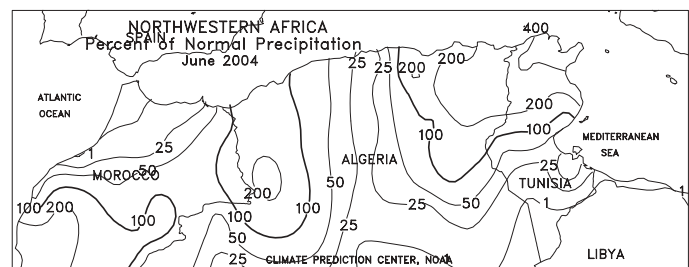 NORTHWESTERN AFRICA
SPAIN
Percent of Normal Precipitation
June 2004
400
25 25 200 200
ATLANTIC
OCEAN
200
100 100
MEDITERRANEAN
SEA
1 25
ALGERIA
25
MOROCCO 50
50
TUNISIA
1
200
100 200 100 100 100
25 50 1
50
25
25
CLIMATE PREDICTION CENTER, NOAA
LIBYA